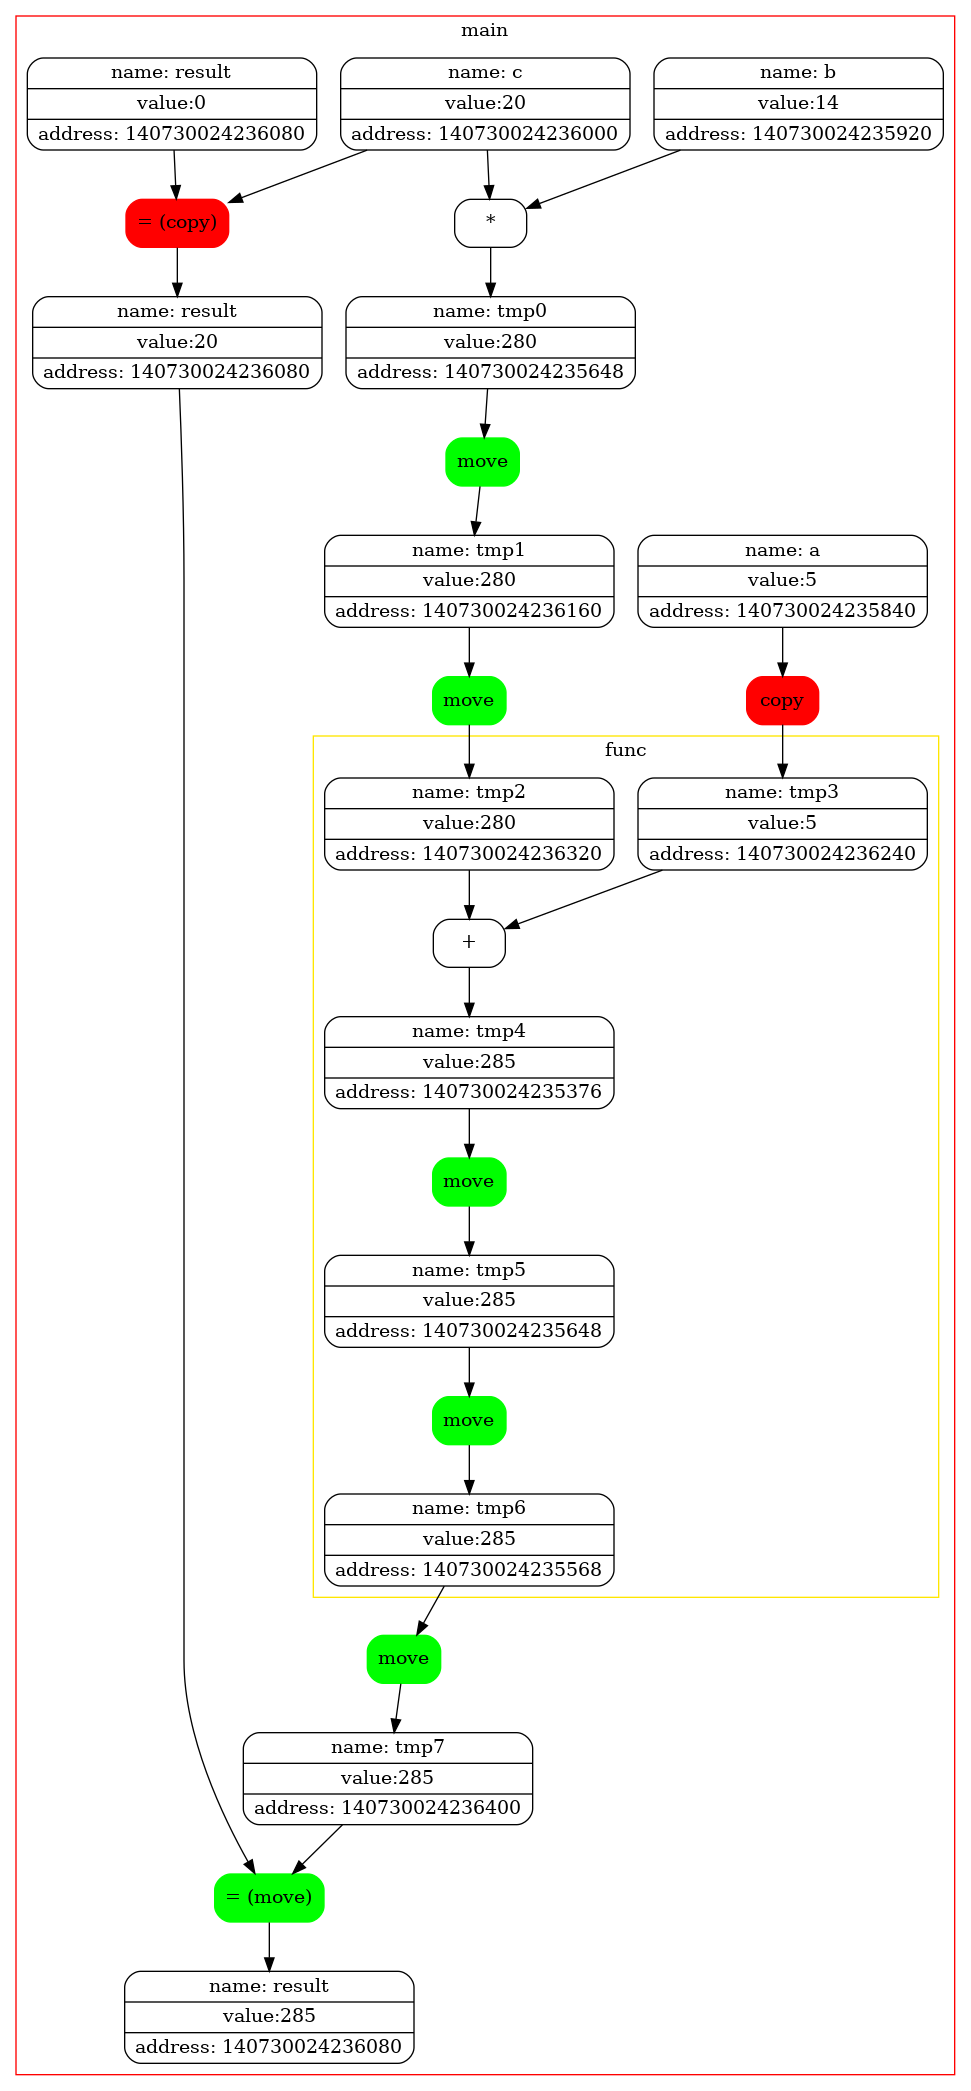 main
name: result
value:0
address: 140730024236080
name: c
value:20
address: 140730024236000
name: b
value:14
address: 140730024235920
= (copy)
*
name: result
value:20
address: 140730024236080
name: tmp0
value:280
address: 140730024235648
move
name: tmp1
value:280
address: 140730024236160
name: a
value:5
address: 140730024235840
move
copy
func
name: tmp2
value:280
address: 140730024236320
name: tmp3
value:5
address: 140730024236240
+
name: tmp4
value:285
address: 140730024235376
move
name: tmp5
value:285
address: 140730024235648
move
name: tmp6
value:285
address: 140730024235568
move
name: tmp7
value:285
address: 140730024236400
= (move)
name: result
value:285
address: 140730024236080